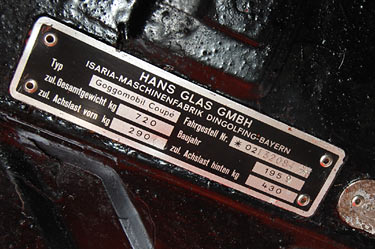 HANS GLAS GMBH
ISARIA-MASCHINENFABRIK DINGOLFING-BAYERN
Typ Goggomobil Coupé Fahrgestell Nr.
zul. Gesamtgewicht kg 720 Baujahr 1959
zul. Achslast vorn kg 290 zul. Achslast hinten kg 430